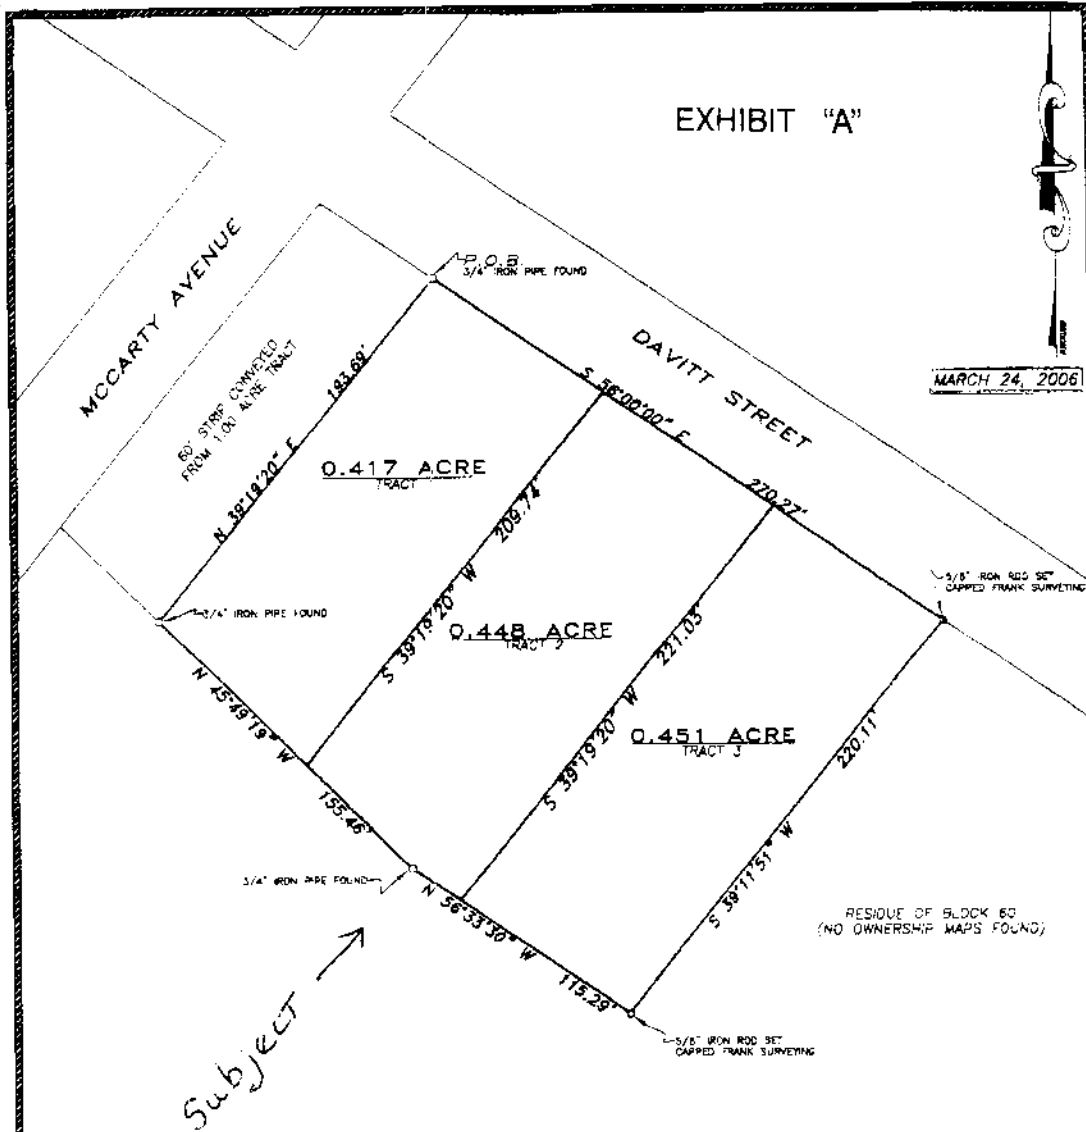 EXHIBIT "A"
MARCH 24, 2006
P.O.B.
3/4" IRON PIPE FOUND
MCCARTY AVENUE
DAVITT STREET
60' STRIP CONVEYED
FROM 1.00 ACRE TRACT
N 39°19'20" E 193.69'
S 56°00'00" E 270.27'
0.417 ACRE
TRACT
S 39°19'20" W 209.74'
5/8" IRON ROD SET
CAPPED FRANK SURVEYING
3/4" IRON PIPE FOUND
0.448 ACRE
TRACT 2
S 39°19'20" W 221.03'
N 45°49'19" W 155.46'
0.451 ACRE
TRACT 3
S 39°11'51" W 220.11'
3/4" IRON PIPE FOUND
N 56°33'30" W 115.29'
RESIDUE OF BLOCK 60
(NO OWNERSHIP MAPS FOUND)
5/8" IRON ROD SET
CAPPED FRANK SURVEYING
Subject